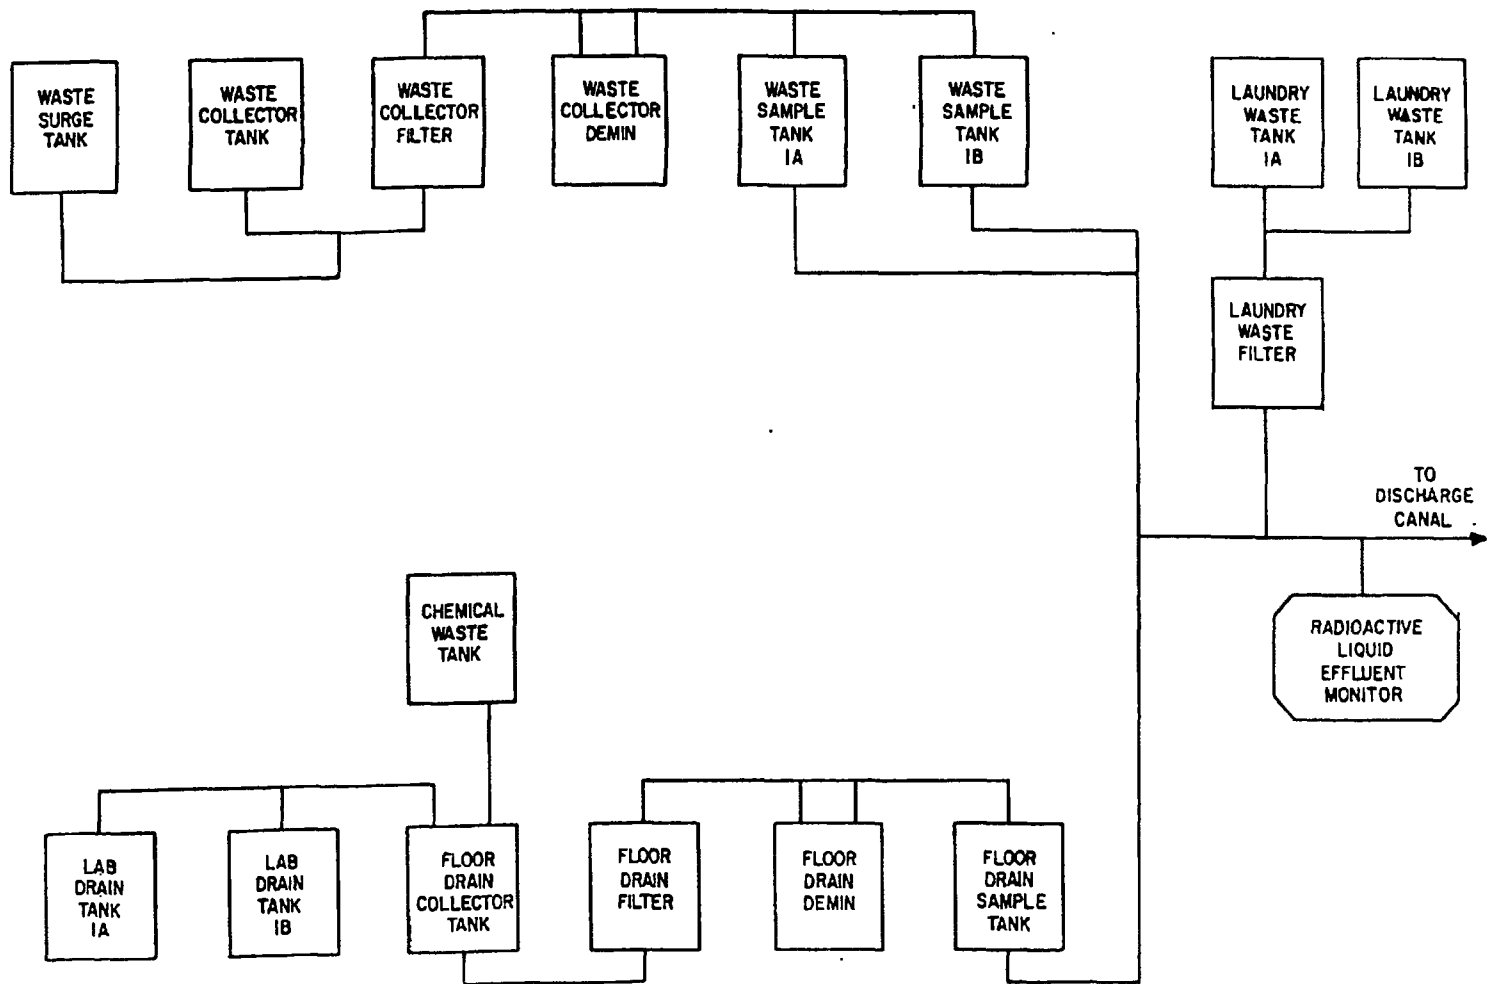 WASTE
SURGE
TANK
WASTE
COLLECTOR
TANK
WASTE
COLLECTOR
FILTER
WASTE
COLLECTOR
DEMIN
WASTE
SAMPLE
TANK
1A
WASTE
SAMPLE
TANK
1B
LAUNDRY
WASTE
TANK
1A
LAUNDRY
WASTE
TANK
1B
LAUNDRY
WASTE
FILTER
TO
DISCHARGE
CANAL
RADIOACTIVE
LIQUID
EFFLUENT
MONITOR
CHEMICAL
WASTE
TANK
LAB
DRAIN
TANK
1A
LAB
DRAIN
TANK
1B
FLOOR
DRAIN
COLLECTOR
TANK
FLOOR
DRAIN
FILTER
FLOOR
DRAIN
DEMIN
FLOOR
DRAIN
SAMPLE
TANK